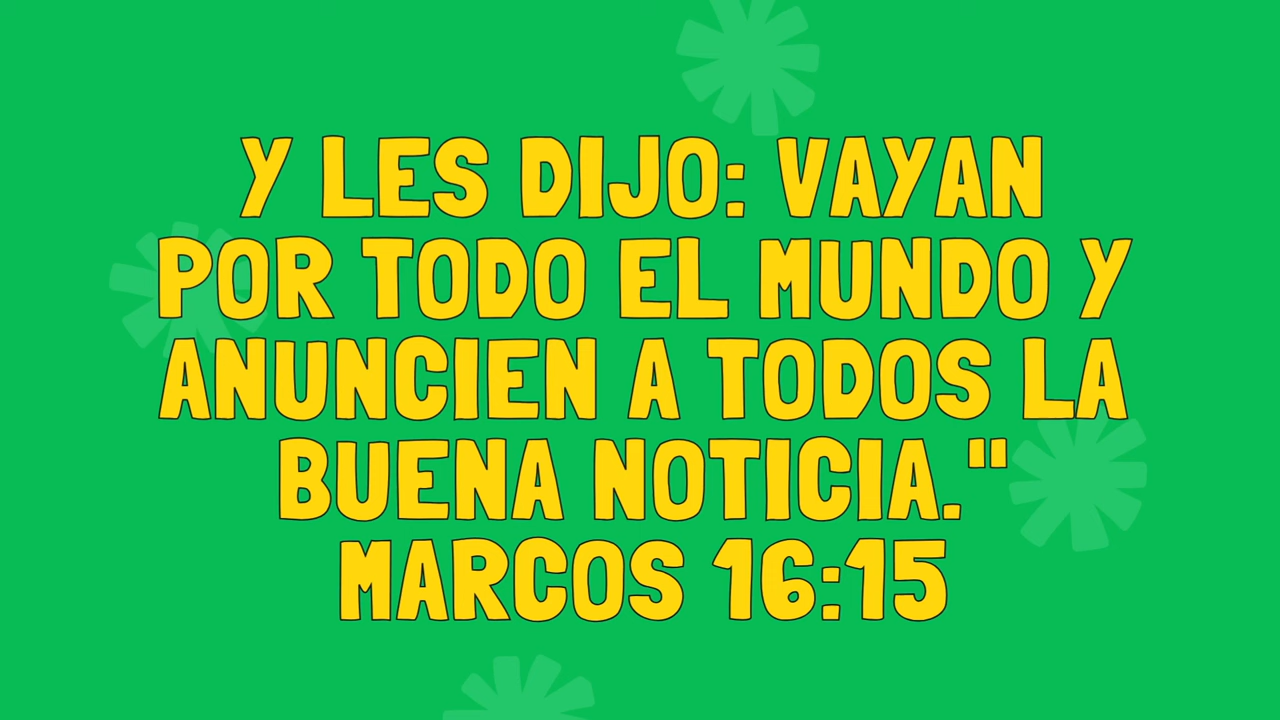 Y LES DIJO: VAYAN
POR TODO EL MUNDO Y
ANUNCIEN A TODOS LA
BUENA NOTICIA."
MARCOS 16:15